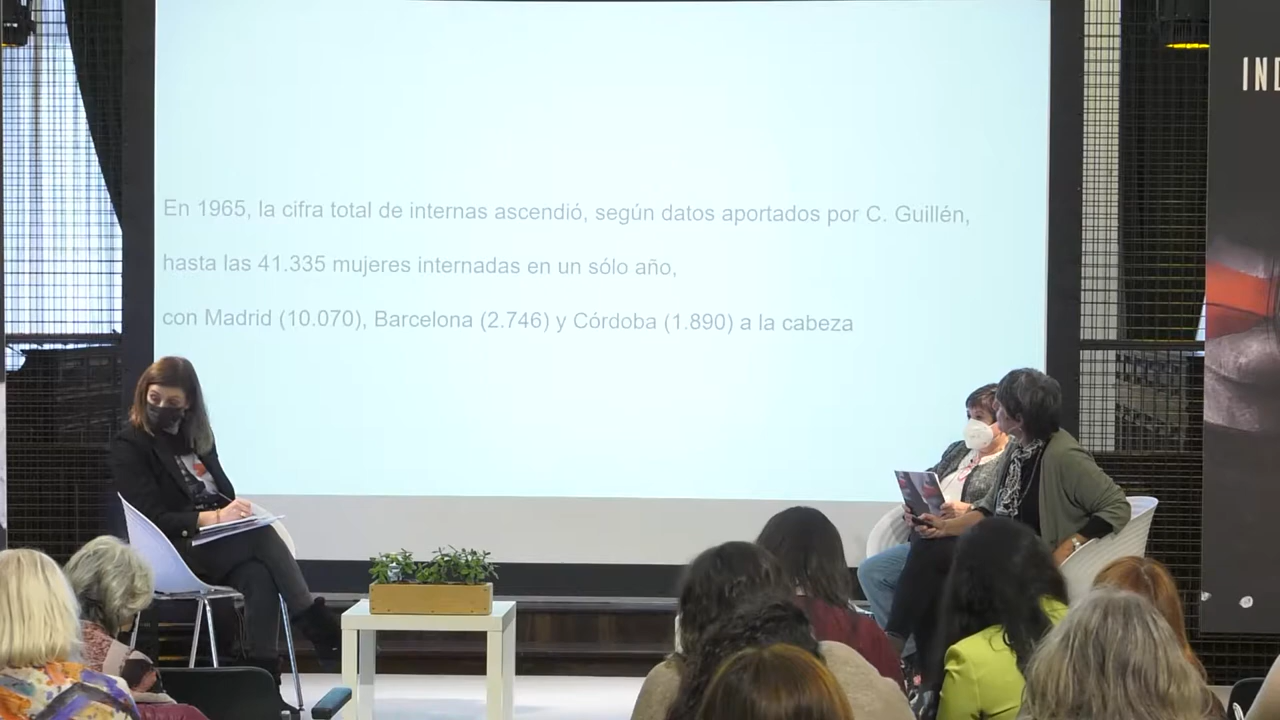 En 1965, la cifra total de internas ascendió, según datos aportados por C. Guillén,
hasta las 41.335 mujeres internadas en un sólo año,
con Madrid (10.070), Barcelona (2.746) y Córdoba (1.890) a la cabeza